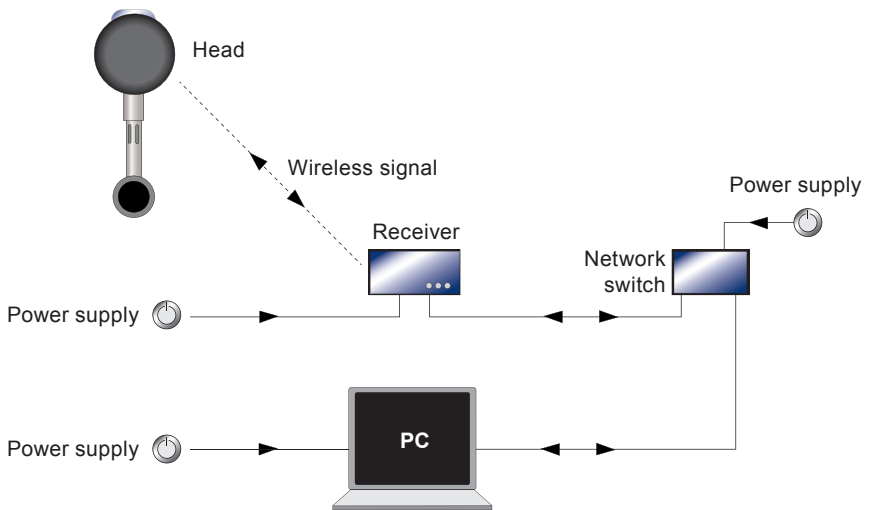 Head
Wireless signal
Power supply
Receiver
Network
switch
Power supply
Power supply
PC